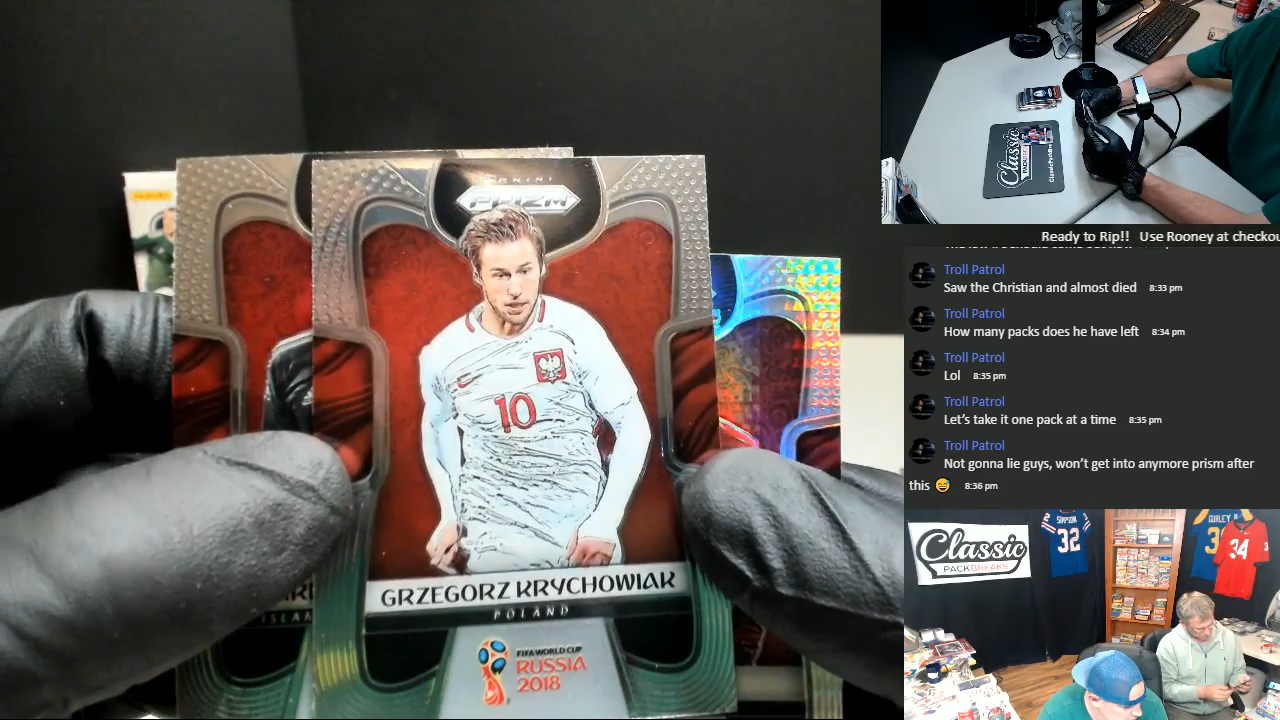 PANINI
PRIZM
10
GRZEGORZ KRYCHOWIAK
POLAND
FIFA WORLD CUP
RUSSIA
2018
Classic
Ready to Rip!! Use Rooney at checkou
Troll Patrol
Saw the Christian and almost died 8:33 pm
Troll Patrol
How many packs does he have left 8:34 pm
Troll Patrol
Lol 8:35 pm
Troll Patrol
Let's take it one pack at a time 8:35 pm
Troll Patrol
Not gonna lie guys, won't get into anymore prism after
this 😅 8:36 pm
Classic
PACKBREAKS
SIMPSON
32
GURLEY
3
34